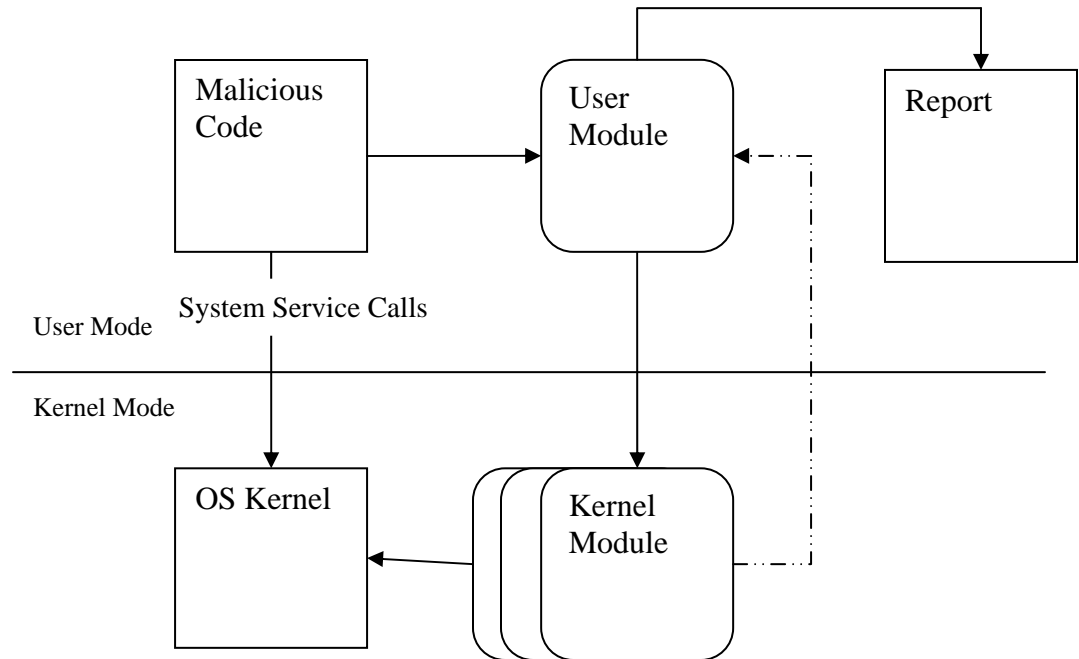 Malicious
Code
User
Module
Report
System Service Calls
User Mode
Kernel Mode
OS Kernel
Kernel
Module